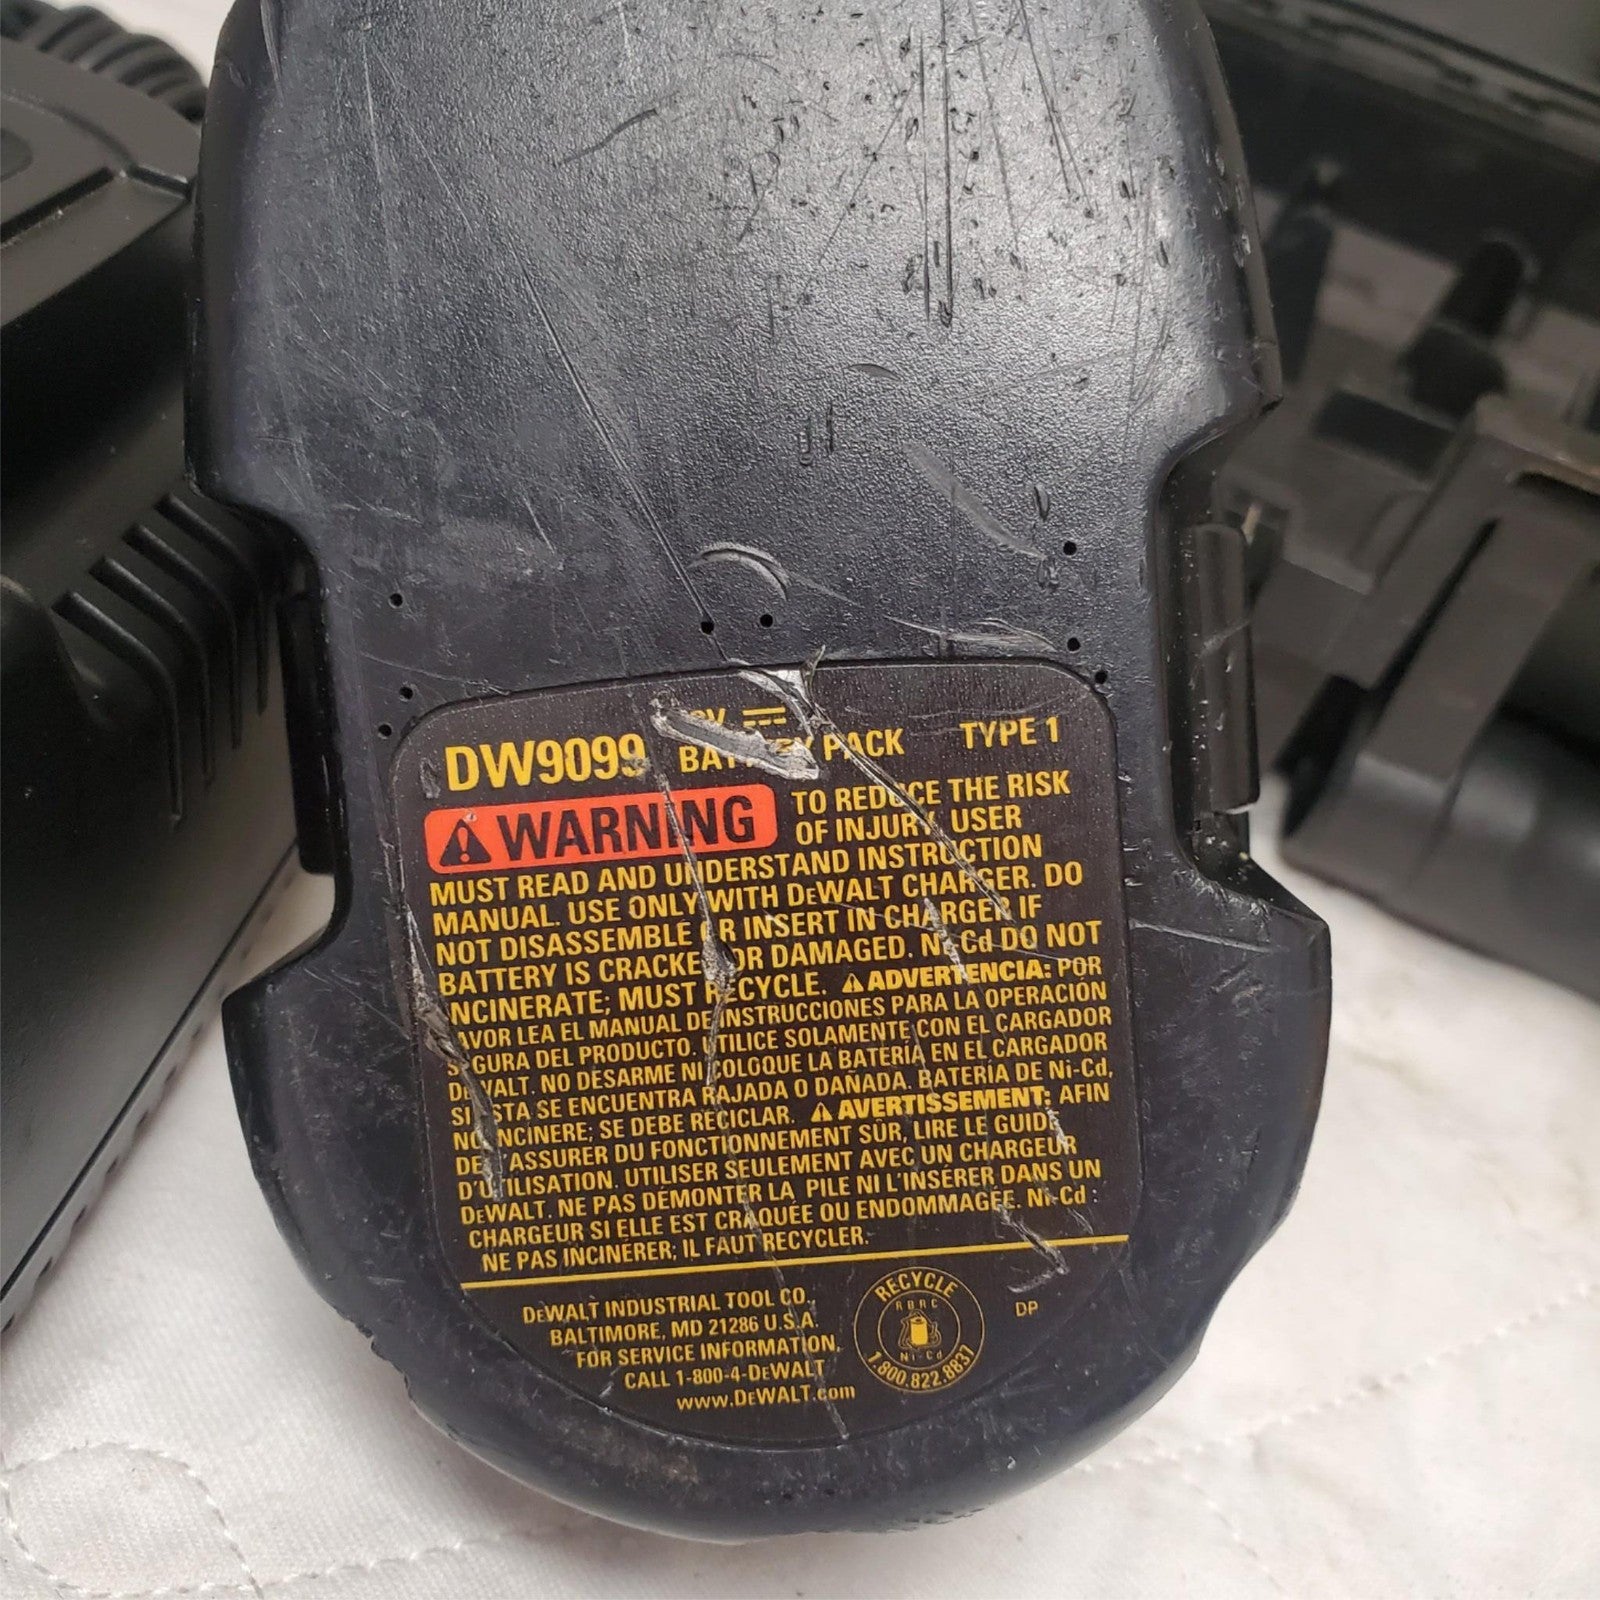 DW9099 BATTERY PACK TYPE 1
WARNING TO REDUCE THE RISK
OF INJURY, USER
MUST READ AND UNDERSTAND INSTRUCTION
MANUAL. USE ONLY WITH DEWALT CHARGER. DO
NOT DISASSEMBLE OR INSERT IN CHARGER IF
BATTERY IS CRACKED OR DAMAGED. Ni-Cd DO NOT
NCINERATE; MUST RECYCLE. ADVERTENCIA: POR
AVOR LEA EL MANUAL DE INSTRUCCIONES PARA LA OPERACIÓN
SEGURA DEL PRODUCTO. UTILICE SOLAMENTE CON EL CARGADOR
DEWALT. NO DESARME NI COLOQUE LA BATERÍA EN EL CARGADOR
SI ESTA SE ENCUENTRA RAJADA O DAÑADA. BATERÍA DE Ni-Cd,
NO INCINERE; SE DEBE RECICLAR. AVERTISSEMENT: AFIN
DE S'ASSURER DU FONCTIONNEMENT SÛR, LIRE LE GUIDE
D'UTILISATION. UTILISER SEULEMENT AVEC UN CHARGEUR
DEWALT. NE PAS DÉMONTER LA PILE NI L'INSÉRER DANS UN
CHARGEUR SI ELLE EST CRAQUÉE OU ENDOMMAGÉE. Ni-Cd :
NE PAS INCINÉRER; IL FAUT RECYCLER.
DEWALT INDUSTRIAL TOOL CO.
BALTIMORE, MD 21286 U.S.A.
FOR SERVICE INFORMATION,
CALL 1-800-4-DEWALT
www.DEWALT.com
RECYCLE
RBRC
Ni-Cd
1.800.822.8837
DP